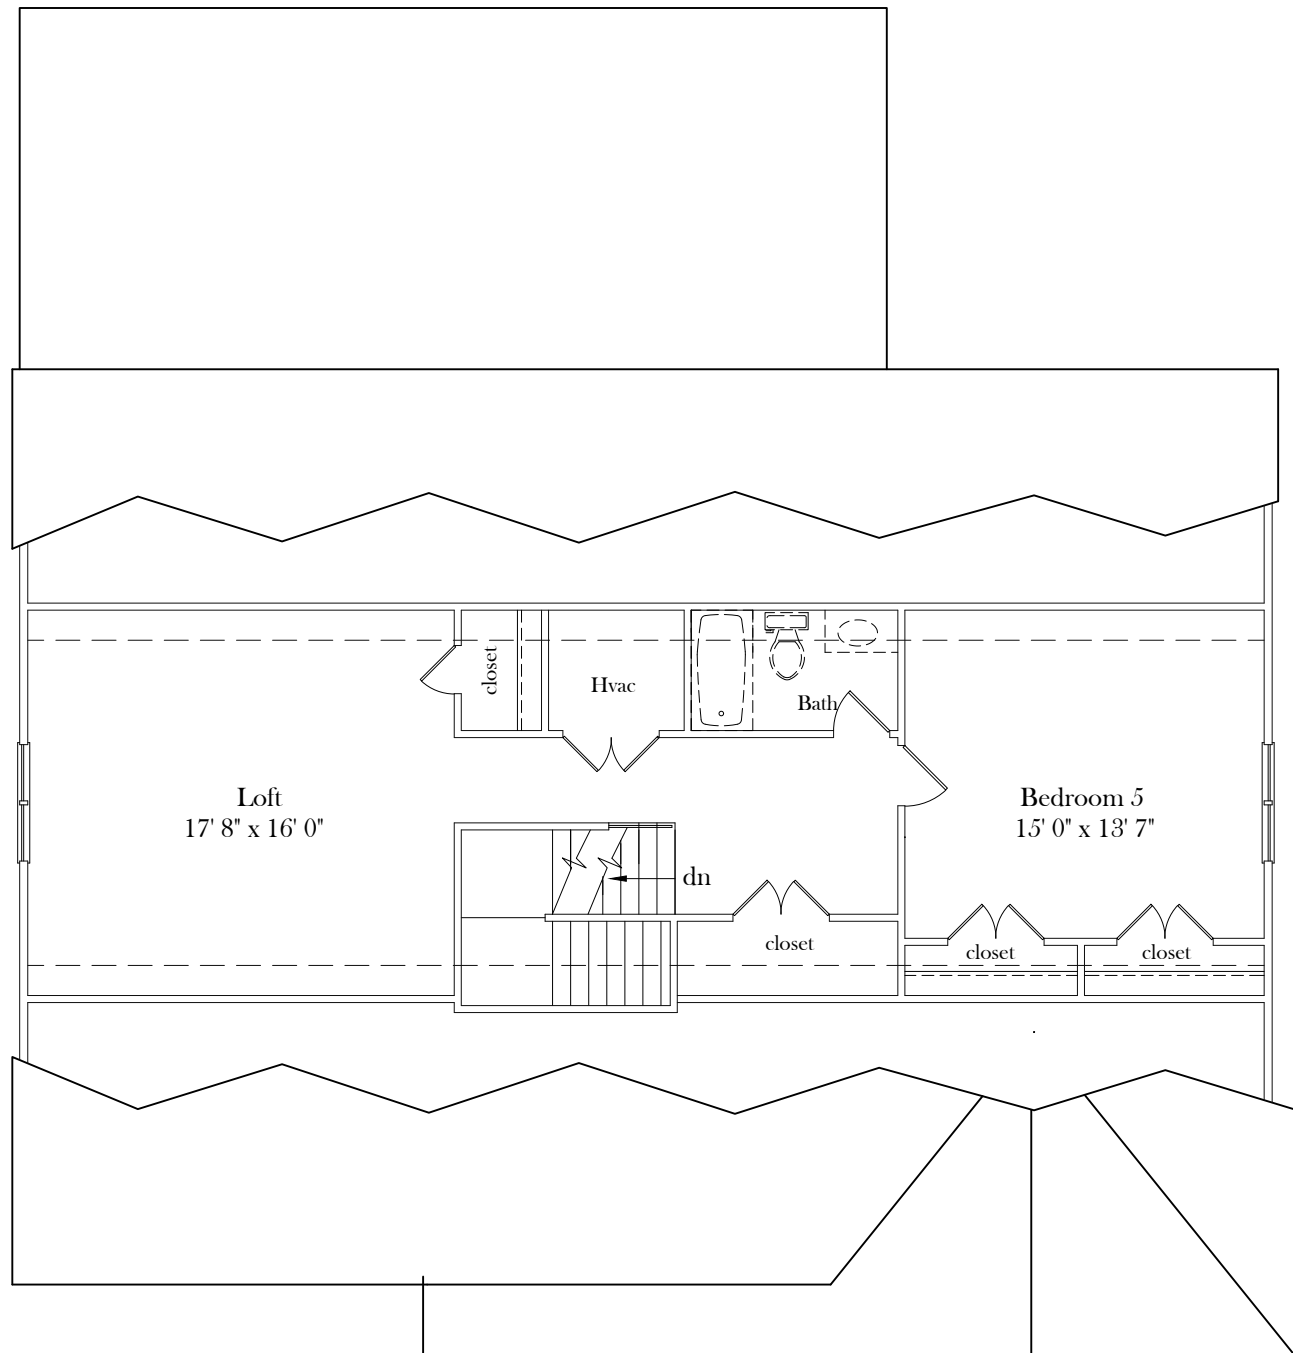 closet
Hvac
Bath
Loft
17' 8" x 16' 0"
Bedroom 5
15' 0" x 13' 7"
dn
closet
closet
closet